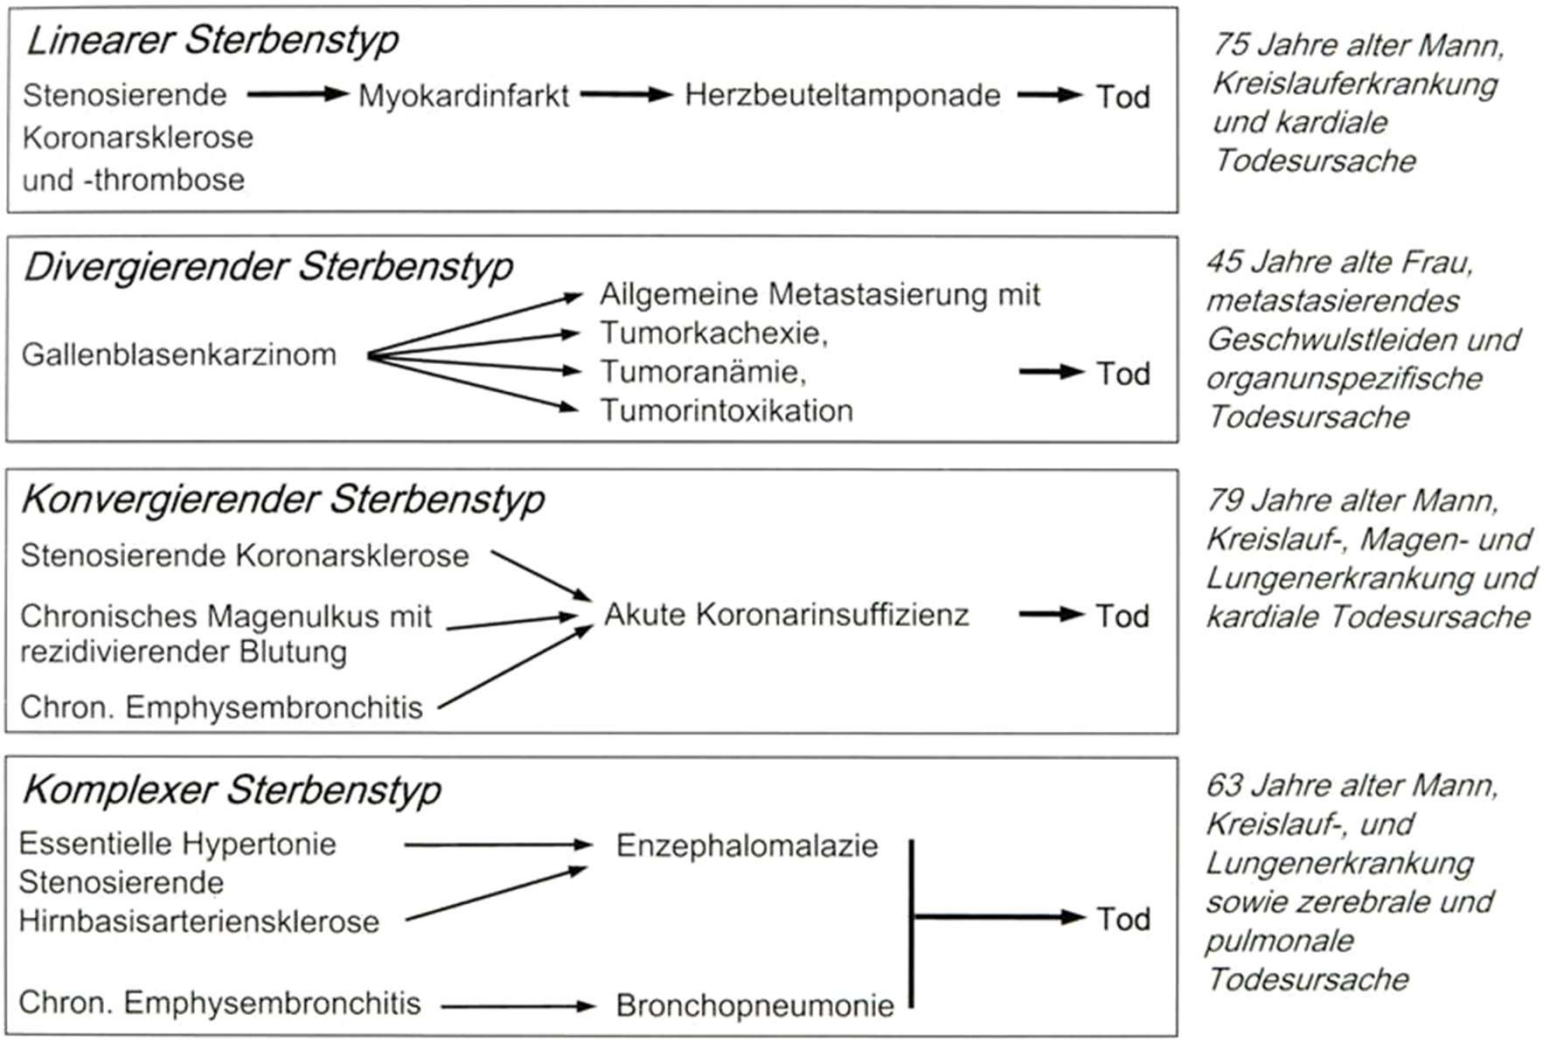 Linearer Sterbenstyp
Stenosierende Myokardinfarkt Herzbeuteltamponade Tod
Koronarsklerose
und -thrombose
75 Jahre alter Mann,
Kreislauferkrankung
und kardiale
Todesursache
Divergierender Sterbenstyp
Gallenblasenkarzinom
Ailgemeine Metastasierung mit
Tumorkachexie,
Tumoranämie,
Tumorintoxikation
Tod
45 Jahre alte Frau,
metastasierendes
Geschwulstleiden und
organunspezifische
Todesursache
Konvergierender Sterbenstyp
Stenosierende Koronarsklerose
Chronisches Magenulkus mit
rezidivierender Blutung
Chron. Emphysembronchitis
Akute Koronarinsuffizienz
Tod
79 Jahre alter Mann,
Kreislauf-, Magen- und
Lungenerkrankung und
kardiale Todesursache
Komplexer Sterbenstyp
Essentielle Hypertonie
Stenosierende
Hirnbasisarteriensklerose
Chron. Emphysembronchitis
Enzephalomalazie
Bronchopneumonie
Tod
63 Jahre alter Mann,
Kreislauf-, und
Lungenerkrankung
sowie zerebrale und
pulmonale
Todesursache